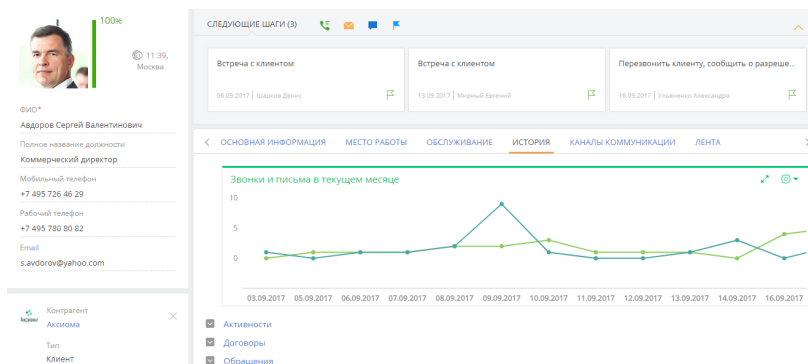 100%
11:39,
Москва
ФИО*
Авдоров Сергей Валентинович
Полное название должности
Коммерческий директор
Мобильный телефон
+7 495 726 46 29
Рабочий телефон
+7 495 780 80 82
Email
s.avdorov@yahoo.com
Контрагент
Аксиома
Тип
Клиент
СЛЕДУЮЩИЕ ШАГИ (3)
Встреча с клиентом
06.09.2017 | Шарков Денис
Встреча с клиентом
13.09.2017 | Мирный Евгений
Перезвонить клиенту, сообщить о разреше...
16.09.2017 | Ульяненко Александра
ОСНОВНАЯ ИНФОРМАЦИЯ МЕСТО РАБОТЫ ОБСЛУЖИВАНИЕ ИСТОРИЯ КАНАЛЫ КОММУНИКАЦИИ ЛЕНТА
Звонки и письма в текущем месяце
10
5
0
03.09.2017 05.09.2017 06.09.2017 07.09.2017 08.09.2017 09.09.2017 10.09.2017 11.09.2017 12.09.2017 13.09.2017 14.09.2017 16.09.2017
Активности
Договоры
Обращения